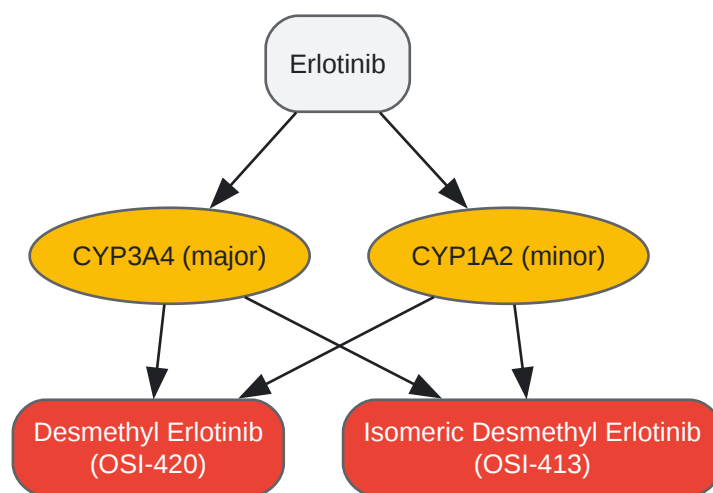 Erlotinib
CYP3A4 (major)
CYP1A2 (minor)
Desmethyl Erlotinib
(OSI-420)
Isomeric Desmethyl Erlotinib
(OSI-413)